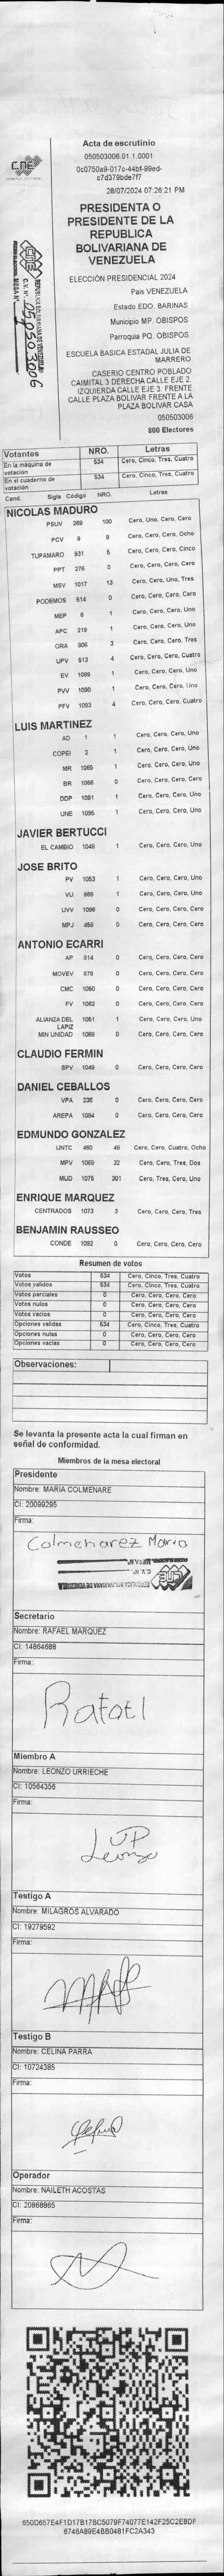 Acta de escrutinio
050503006.01.1.0001
0c0750a9-017c-44bf-99ed-
c7d379bde7f7
28/07/2024 07:26:21 PM
PRESIDENTA O
PRESIDENTE DE LA
REPUBLICA
BOLIVARIANA DE
VENEZUELA
ELECCIÓN PRESIDENCIAL 2024
País VENEZUELA
Estado EDO. BARINAS
Municipio MP. OBISPOS
Parroquia PQ. OBISPOS
ESCUELA BASICA ESTADAL JULIA DE
MARRERO
CASERIO CENTRO POBLADO
CAIMITAL 3 DERECHA CALLE EJE 2.
IZQUIERDA CALLE EJE 3. FRENTE
CALLE PLAZA BOLIVAR FRENTE A LA
PLAZA BOLIVAR CASA
050503006
800 Electores
CNE
REPÚBLICA BOLIVARIANA DE VENEZUELA
C.V. Nº. 050503006
MESA Nº
Votantes NRO. Letras
En la máquina de
votación 534 Cero, Cinco, Tres, Cuatro
En el cuaderno de
votación 534 Cero, Cinco, Tres, Cuatro
Cand. Sigla Código NRO. Letras
NICOLAS MADURO
PSUV 269 100 Cero, Uno, Cero, Cero
PCV 9 8 Cero, Cero, Cero, Ocho
TUPAMARO 931 5 Cero, Cero, Cero, Cinco
PPT 376 0 Cero, Cero, Cero, Cero
MSV 1017 13 Cero, Cero, Uno, Tres
PODEMOS 514 0 Cero, Cero, Cero, Cero
MEP 6 1 Cero, Cero, Cero, Uno
APC 219 1 Cero, Cero, Cero, Uno
ORA 906 3 Cero, Cero, Cero, Tres
UPV 513 4 Cero, Cero, Cero, Cuatro
EV 1089 1 Cero, Cero, Cero, Uno
PVV 1050 1 Cero, Cero, Cero, Uno
PFV 1093 4 Cero, Cero, Cero, Cuatro
LUIS MARTINEZ
AD 1 1 Cero, Cero, Cero, Uno
COPEI 2 1 Cero, Cero, Cero, Uno
MR 1065 1 Cero, Cero, Cero, Uno
BR 1066 0 Cero, Cero, Cero, Cero
DDP 1091 1 Cero, Cero, Cero, Uno
UNE 1095 1 Cero, Cero, Cero, Uno
JAVIER BERTUCCI
EL CAMBIO 1048 1 Cero, Cero, Cero, Uno
JOSE BRITO
PV 1053 1 Cero, Cero, Cero, Uno
VU 868 1 Cero, Cero, Cero, Uno
UVV 1096 0 Cero, Cero, Cero, Cero
MPJ 458 0 Cero, Cero, Cero, Cero
ANTONIO ECARRI
AP 814 0 Cero, Cero, Cero, Cero
MOVEV 878 0 Cero, Cero, Cero, Cero
CMC 1060 0 Cero, Cero, Cero, Cero
FV 1062 0 Cero, Cero, Cero, Cero
ALIANZA DEL
LAPIZ 1051 1 Cero, Cero, Cero, Uno
MIN UNIDAD 1069 0 Cero, Cero, Cero, Cero
CLAUDIO FERMIN
SPV 1049 0 Cero, Cero, Cero, Cero
DANIEL CEBALLOS
VPA 236 0 Cero, Cero, Cero, Cero
AREPA 1094 0 Cero, Cero, Cero, Cero
EDMUNDO GONZALEZ
UNTC 460 48 Cero, Cero, Cuatro, Ocho
MPV 1069 32 Cero, Cero, Tres, Dos
MUD 1075 301 Cero, Tres, Cero, Uno
ENRIQUE MARQUEZ
CENTRADOS 1073 3 Cero, Cero, Cero, Tres
BENJAMIN RAUSSEO
CONDE 1092 0 Cero, Cero, Cero, Cero
Resumen de votos
Votos 534 Cero, Cinco, Tres, Cuatro
Votos validos 534 Cero, Cinco, Tres, Cuatro
Votos parciales 0 Cero, Cero, Cero, Cero
Votos nulos 0 Cero, Cero, Cero, Cero
Votos vacios 0 Cero, Cero, Cero, Cero
Opciones validas 534 Cero, Cinco, Tres, Cuatro
Opciones nulas 0 Cero, Cero, Cero, Cero
Opciones vacias 0 Cero, Cero, Cero, Cero
Observaciones:
Se levanta la presente acta la cual firman en
señal de conformidad.
Miembros de la mesa electoral
Presidente
Nombre: MARIA COLMENARE
CI: 20099295
Firma:
Colmenarez Maria
MESA Nº
C.V. Nº.
REPÚBLICA BOLIVARIANA DE VENEZUELA
CNE
Secretario
Nombre: RAFAEL MARQUEZ
CI: 14864688
Firma:
Rafael
Miembro A
Nombre: LEONZO URRIECHE
CI: 10564356
Firma:
Leonzo
Testigo A
Nombre: MILAGROS ALVARADO
CI: 19279592
Firma:
Testigo B
Nombre: CELINA PARRA
CI: 10724385
Firma:
Operador
Nombre: NAILETH ACOSTAS
CI: 20868865
Firma:
650D657E4F1D17B17BC5079F74077E142F25C2E8DF
6746A89E4BB0481FC2A343